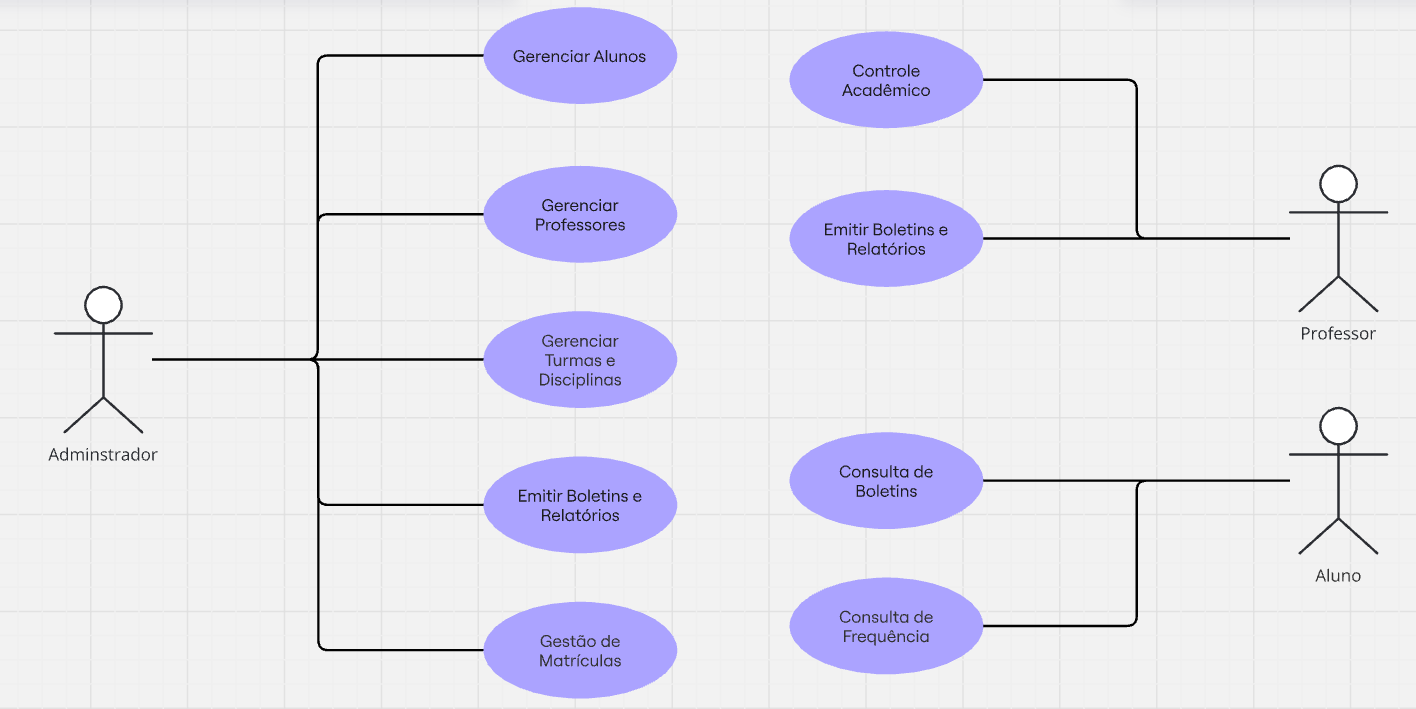 Gerenciar Alunos
Gerenciar
Professores
Gerenciar
Turmas e
Disciplinas
Emitir Boletins e
Relatórios
Gestão de
Matrículas
Adminstrador
Controle
Acadêmico
Emitir Boletins e
Relatórios
Professor
Consulta de
Boletins
Consulta de
Frequência
Aluno